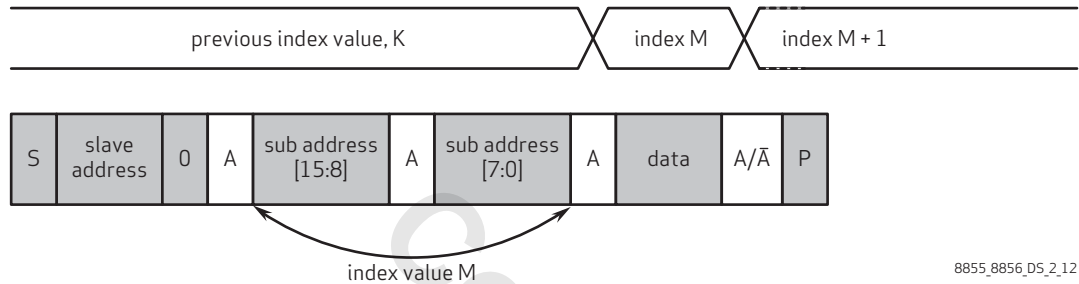 previous index value, K index M index M + 1
S slave address 0 A sub address [15:8] A sub address [7:0] A data A/Ā P
index value M
8855_8856_DS_2_12